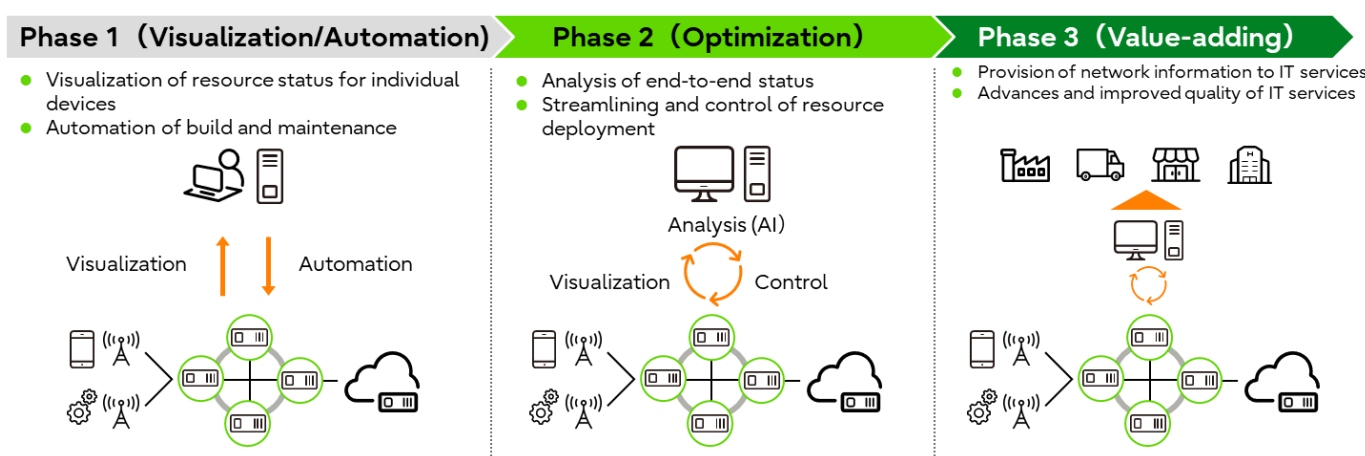 Phase 1（Visualization/Automation）
Visualization of resource status for individual
devices
Automation of build and maintenance
Visualization
Automation
Phase 2（Optimization）
Analysis of end-to-end status
Streamlining and control of resource
deployment
Analysis (AI)
Visualization
Control
Phase 3（Value-adding）
Provision of network information to IT services
Advances and improved quality of IT services
H